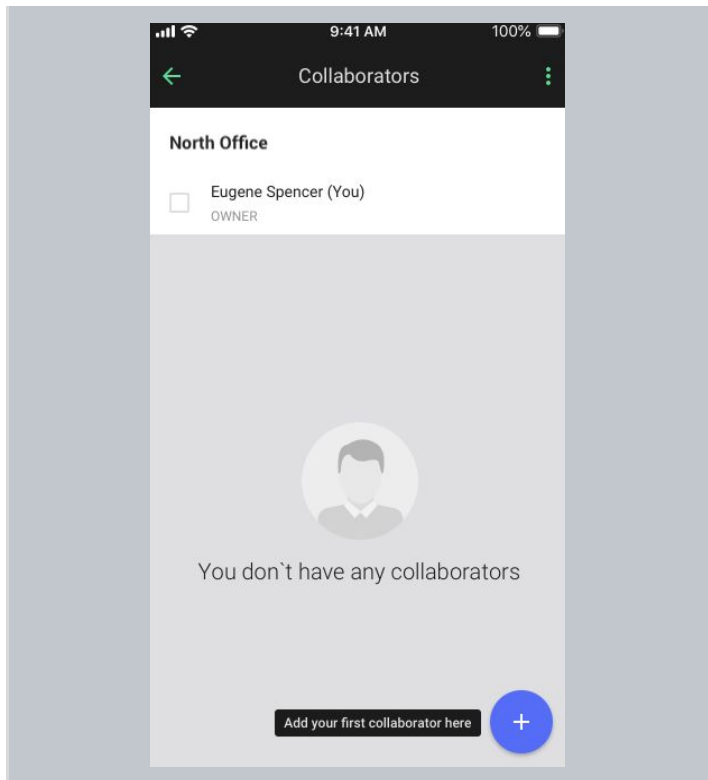 9:41 AM 100%
Collaborators
North Office
Eugene Spencer (You)
OWNER
You don`t have any collaborators
Add your first collaborator here